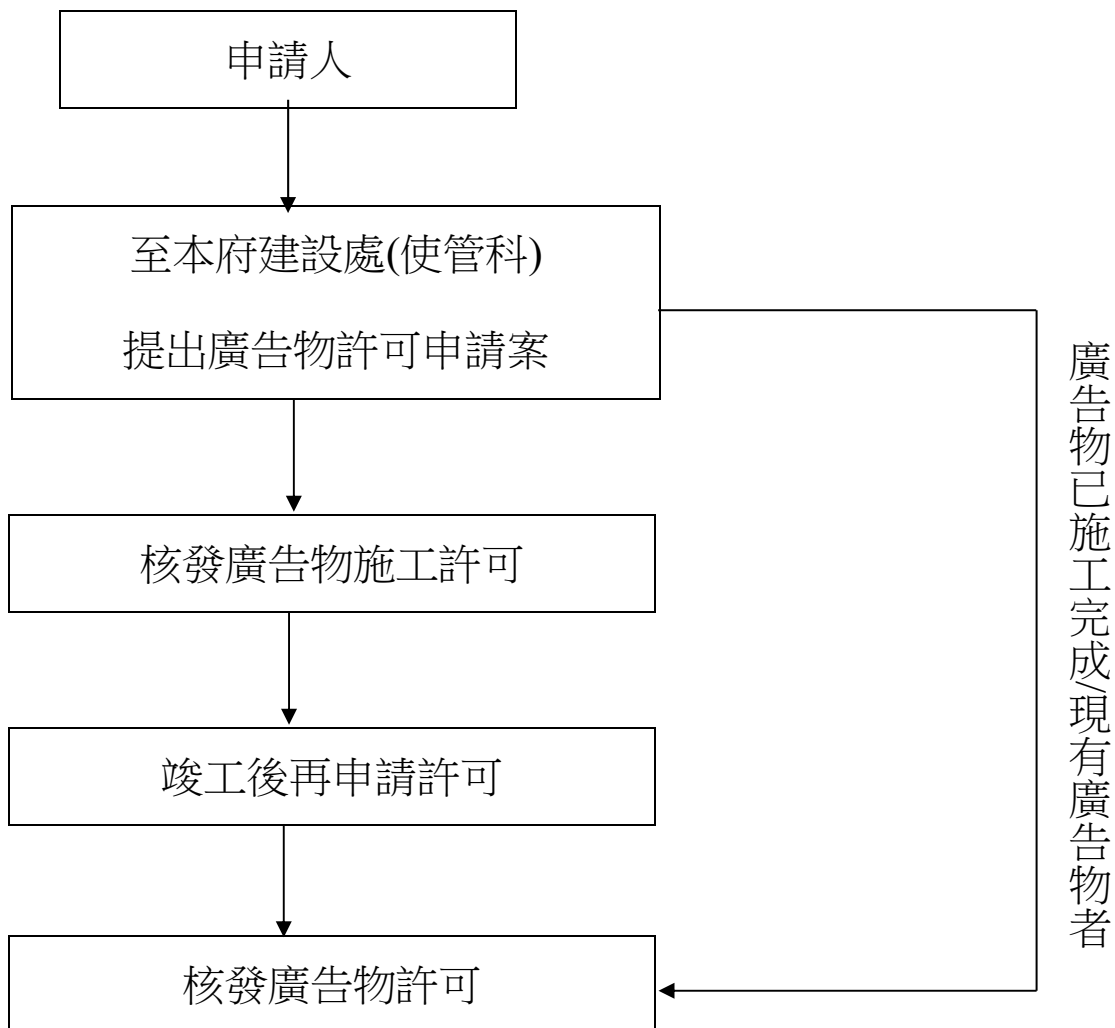 申請人
至本府建設處(使管科)
提出廣告物許可申請案
核發廣告物施工許可
竣工後再申請許可
核發廣告物許可
廣告物已施工完成/現有廣告物者